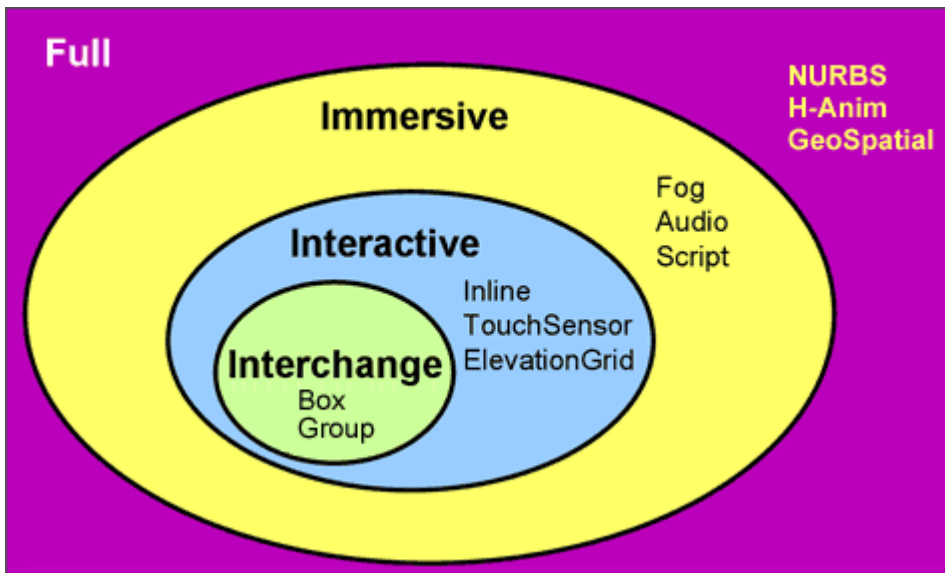 Full
NURBS
H-Anim
GeoSpatial
Immersive
Fog
Audio
Script
Interactive
Inline
TouchSensor
ElevationGrid
Interchange
Box
Group